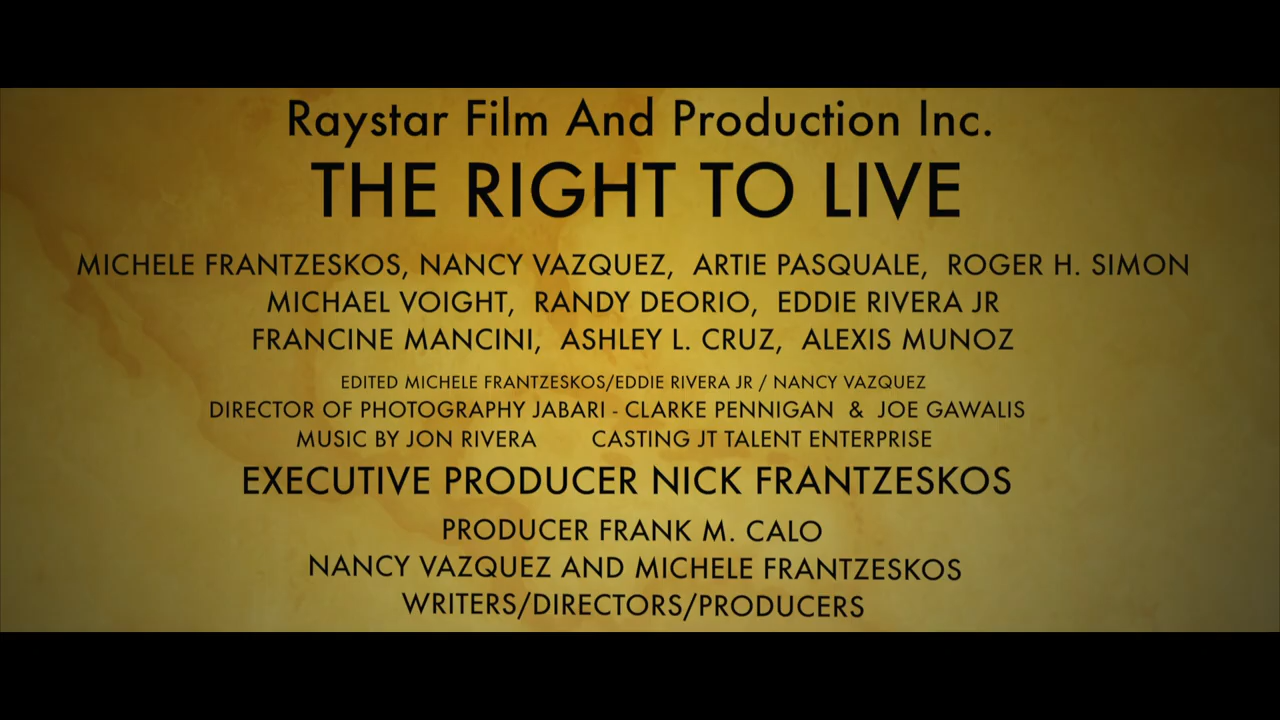 Raystar Film And Production Inc.
THE RIGHT TO LIVE
MICHELE FRANTZESKOS, NANCY VAZQUEZ, ARTIE PASQUALE, ROGER H. SIMON
MICHAEL VOIGHT, RANDY DEORIO, EDDIE RIVERA JR
FRANCINE MANCINI, ASHLEY L. CRUZ, ALEXIS MUNOZ
EDITED MICHELE FRANTZESKOS/EDDIE RIVERA JR / NANCY VAZQUEZ
DIRECTOR OF PHOTOGRAPHY JABARI - CLARKE PENNIGAN & JOE GAWALIS
MUSIC BY JON RIVERA CASTING JT TALENT ENTERPRISE
EXECUTIVE PRODUCER NICK FRANTZESKOS
PRODUCER FRANK M. CALO
NANCY VAZQUEZ AND MICHELE FRANTZESKOS
WRITERS/DIRECTORS/PRODUCERS